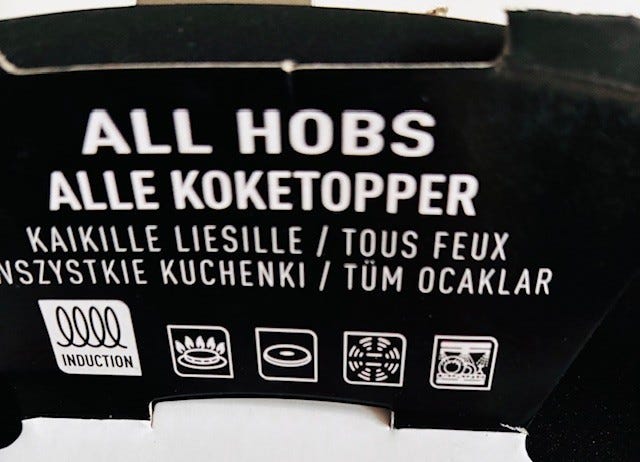 ALL HOBS
ALLE KOKETOPPER
KAIKILLE LIESILLE / TOUS FEUX
WSZYSTKIE KUCHENKI / TÜM OCAKLAR
INDUCTION